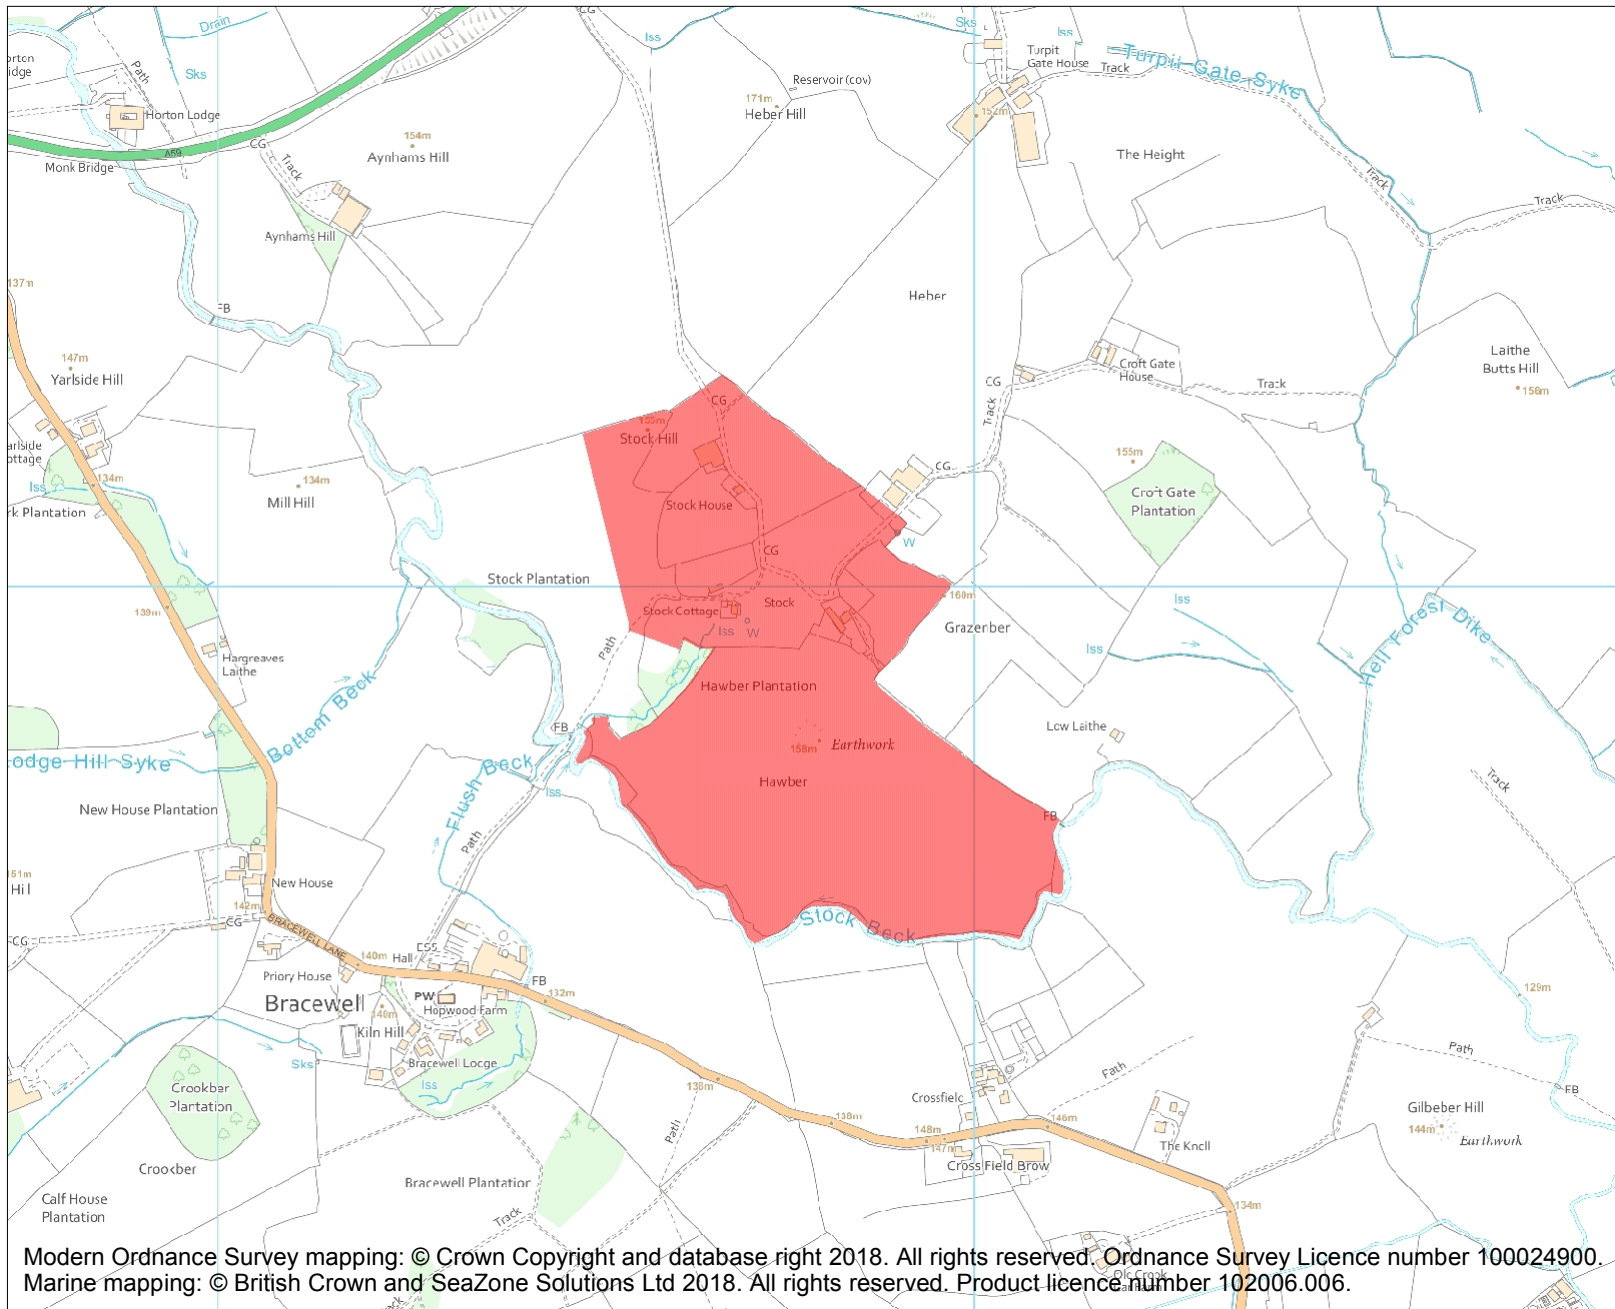 Drain
Sks
Iss
Sks
Iss
Path
Sks
Turpit
Gate House
Track
Turpit Gate Syke
Reservoir (cov)
171m
Heber Hill
152m
Horton Lodge
A59
CG
Monk Bridge
154m
Aynhams Hill
Track
The Height
Track
Track
Aynhams Hill
137m
FB
Heber
147m
Yarlside Hill
CG
Croft Gate
House
Track
Track
Laithe
Butts Hill
156m
CG
155m
Stock Hill
134m
Iss
134m
Mill Hill
CG
155m
Croft Gate
Plantation
Stock House
W
CG
139m
Stock Plantation
Stock Cottage
Stock
Iss
W
160m
Grazenber
Iss
Iss
Hell Forest Dike
Path
Hargreaves
Laithe
Bottom Beck
Hawber Plantation
FB
158m
Earthwork
Low Laithe
Hawber
Flush Beck
Iss
Track
New House Plantation
Path
FB
Hill
New House
142m
CG
CG
BRACEWELL LANE
Stock Beck
140m
Hall
ESS
Priory House
Bracewell
PW
FB
132m
Hopwood Farm
140m
Kiln Hill
Bracewell Lodge
Iss
Sks
129m
Path
FB
Crookber
Plantation
138m
Path
138m
Path
Crossfield
148m
147m
146m
The Knoll
Gilbeber Hill
144m
Earthwork
Crookber
Cross Field Brow
Calf House
Plantation
Bracewell Plantation
Track
134m
Modern Ordnance Survey mapping: © Crown Copyright and database right 2018. All rights reserved. Ordnance Survey Licence number 100024900.
Marine mapping: © British Crown and SeaZone Solutions Ltd 2018. All rights reserved. Product licence number 102006.006.
Track